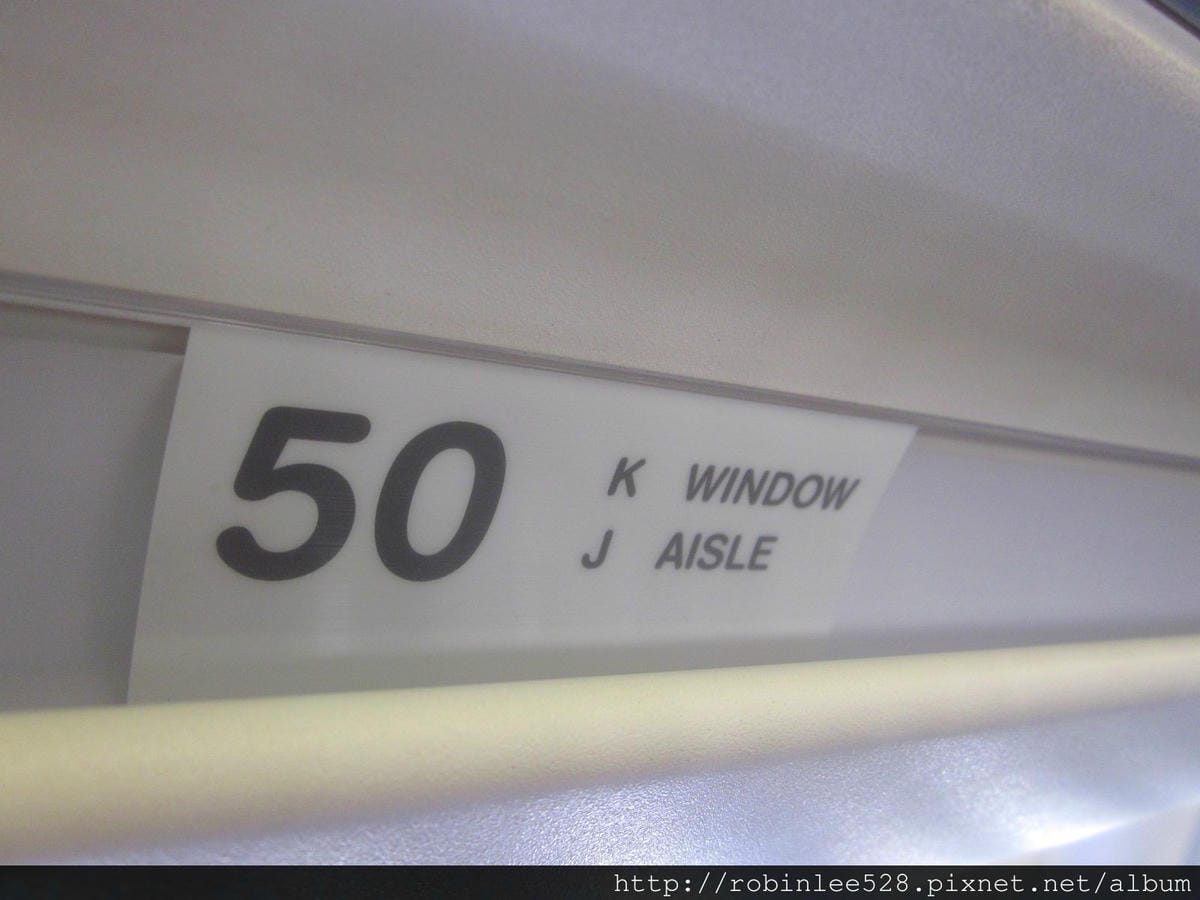 50 K WINDOW
J AISLE
http://robinlee528.pixnet.net/album